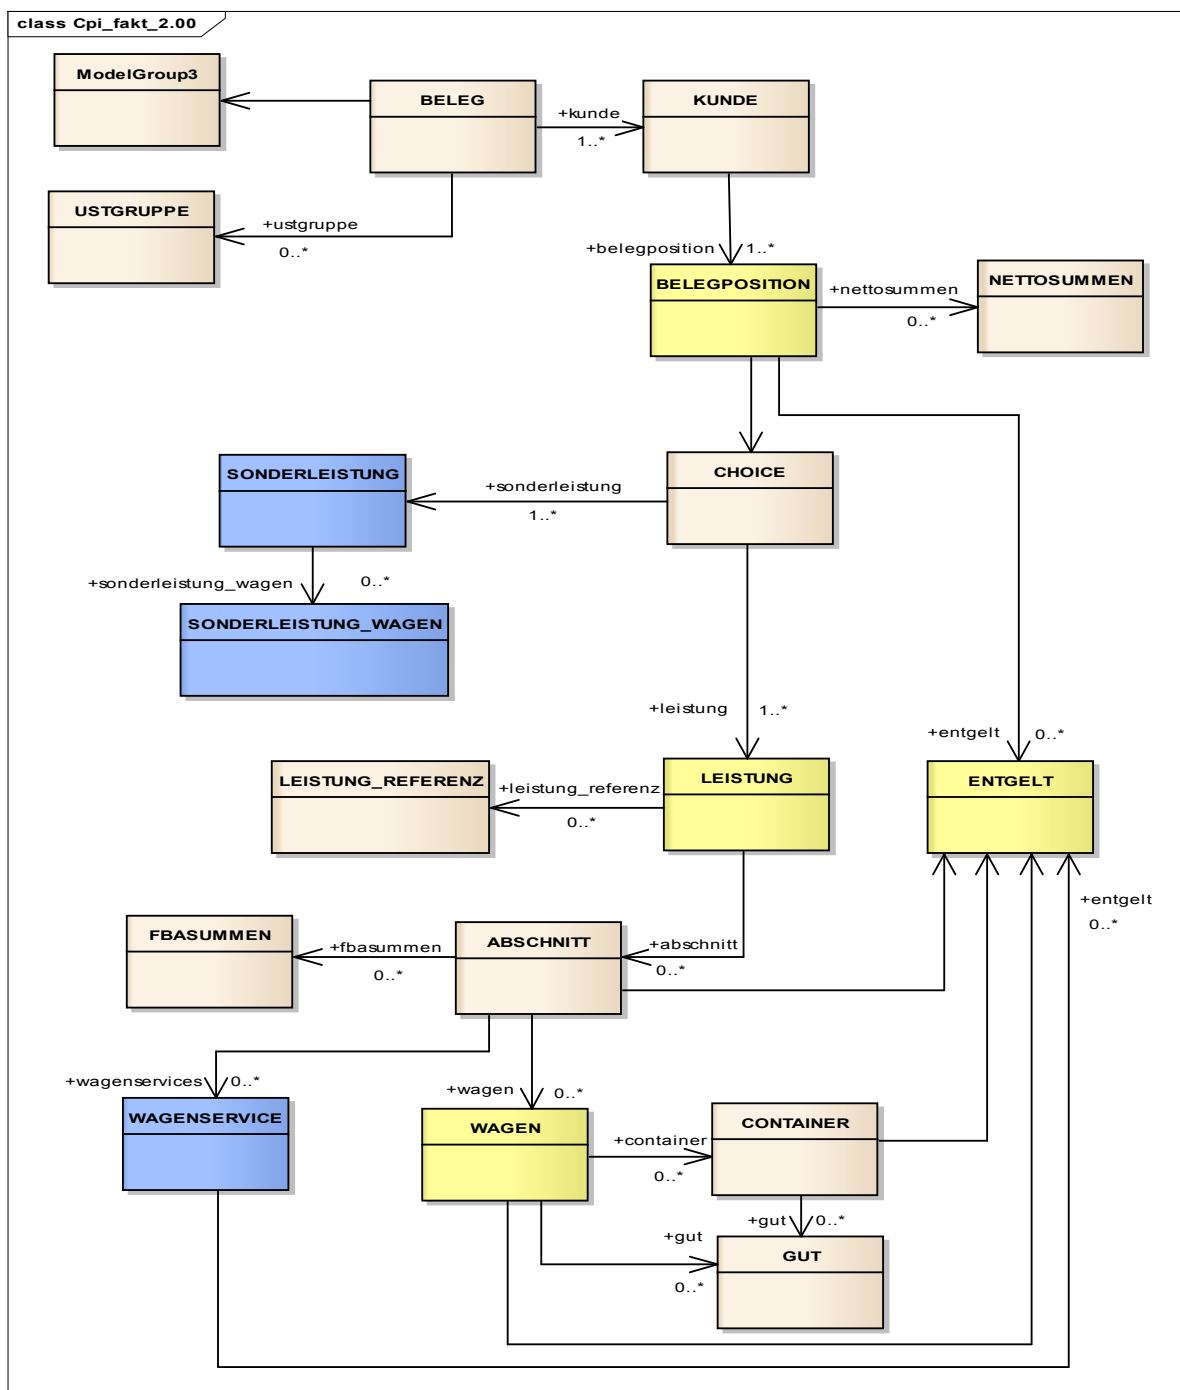 class Cpi_fakt_2.00
ModelGroup3
BELEG
KUNDE
+kunde
1..*
USTGRUPPE
+ustgruppe
0..*
+belegposition
1..*
BELEGPOSITION
NETTOSUMMEN
+nettosummen
0..*
SONDERLEISTUNG
CHOICE
+sonderleistung
1..*
+sonderleistung_wagen
0..*
SONDERLEISTUNG_WAGEN
+leistung
1..*
+entgelt
0..*
LEISTUNG_REFERENZ
+leistung_referenz
0..*
LEISTUNG
ENTGELT
+entgelt
0..*
FBASUMMEN
+fbasummen
0..*
ABSCHNITT
+abschnitt
0..*
+wagenservices
0..*
+wagen
0..*
WAGENSERVICE
WAGEN
+container
0..*
CONTAINER
+gut
0..*
+gut
0..*
GUT